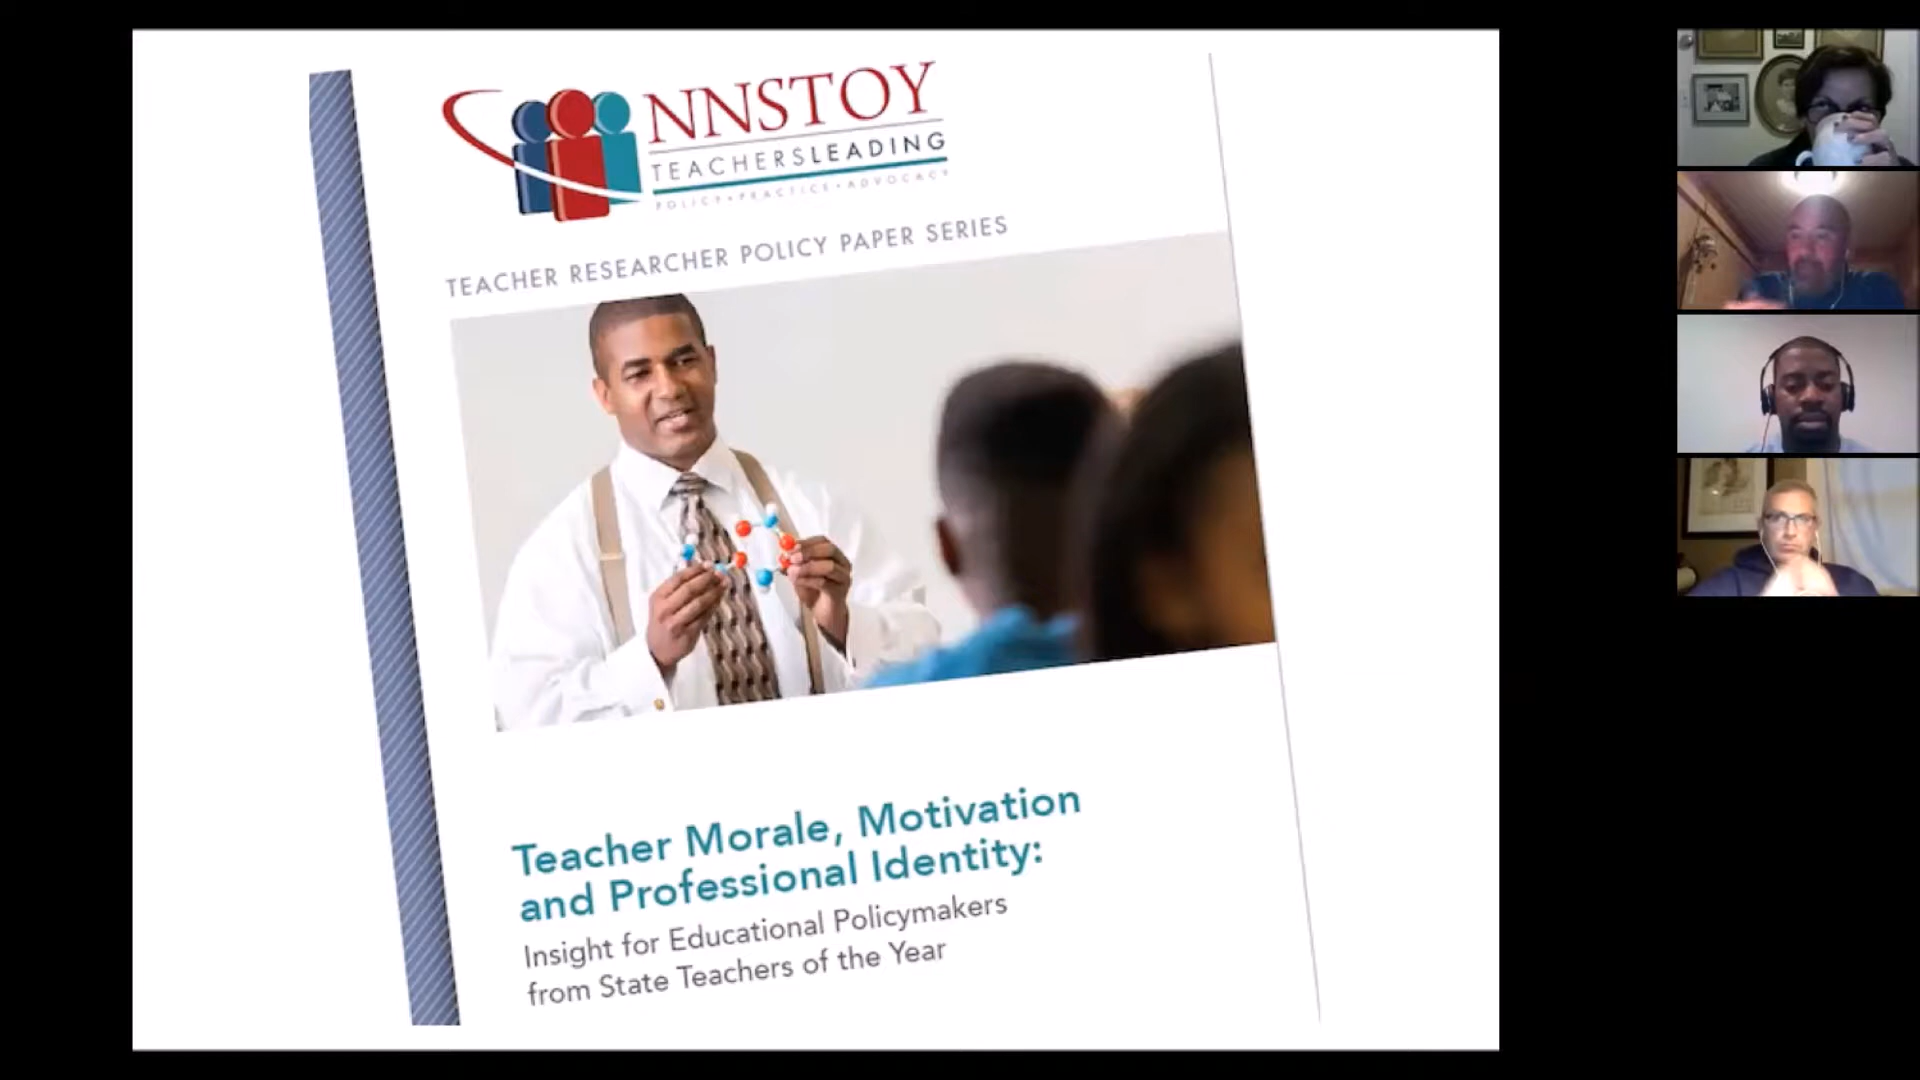 NNSTOY
TEACHERSLEADING
POLICY • PRACTICE • ADVOCACY
TEACHER RESEARCHER POLICY PAPER SERIES
Teacher Morale, Motivation
and Professional Identity:
Insight for Educational Policymakers
from State Teachers of the Year